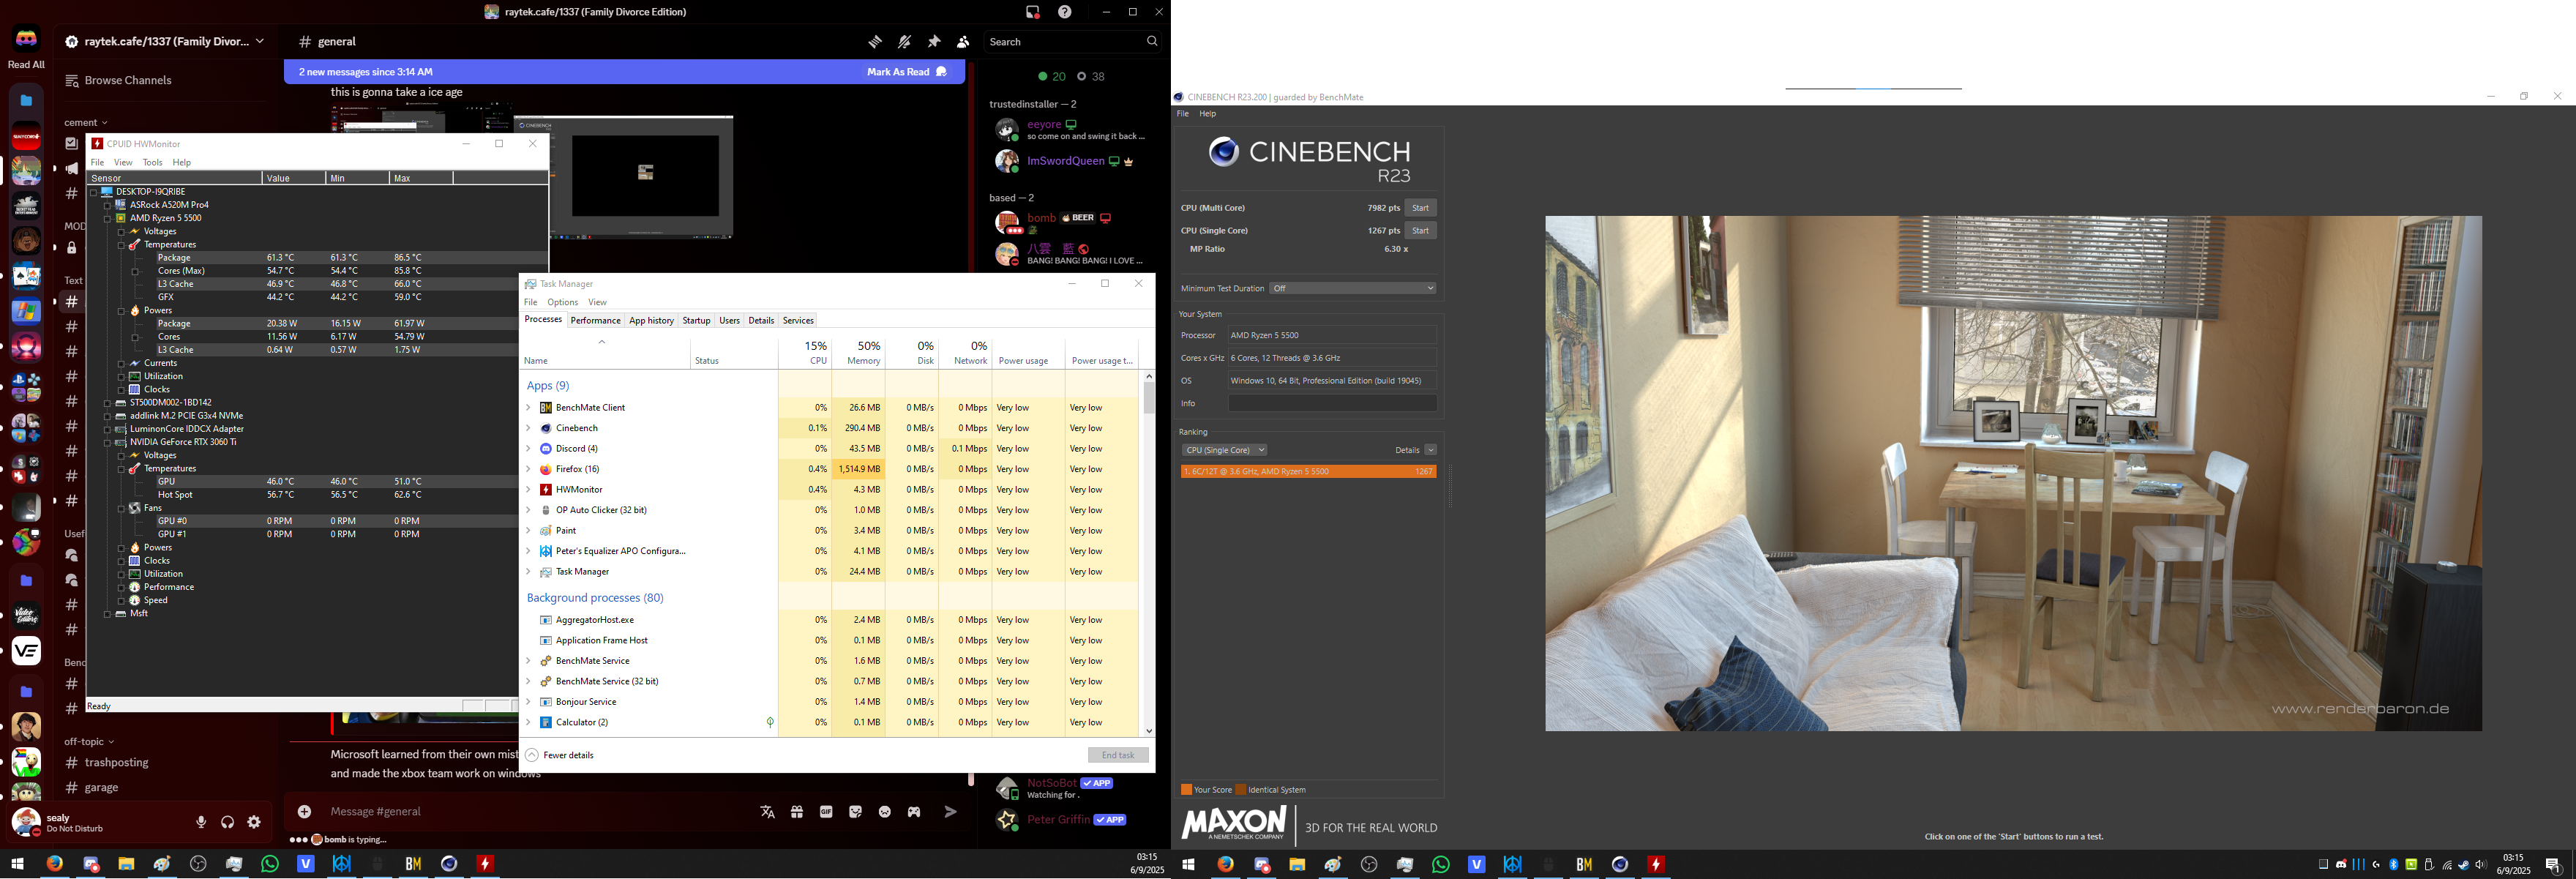 raytek.cafe/1337 (Family Divorce Edition)
Read All
raytek.cafe/1337 (Family Divor...
Browse Channels
cement
MOD
Text
Usef
Benc
off-topic
trashposting
garage
sealy
Do Not Disturb
general
Search
2 new messages since 3:14 AM
Mark As Read
this is gonna take a ice age
Microsoft learned from their own mist
and made the xbox team work on windows
Message #general
GIF
bomb is typing...
20
38
trustedinstaller — 2
eeyore
so come on and swing it back ...
ImSwordQueen
based — 2
bomb
BEER
八雲 藍
BANG! BANG! BANG! I LOVE ...
NotSoBot
APP
Watching for .
Peter Griffin
APP
CPUID HWMonitor
File View Tools Help
Sensor Value Min Max
DESKTOP-I9QRIBE
ASRock A520M Pro4
AMD Ryzen 5 5500
Voltages
Temperatures
Package 61.3 °C 61.3 °C 86.5 °C
Cores (Max) 54.7 °C 54.4 °C 85.8 °C
L3 Cache 46.9 °C 46.8 °C 66.0 °C
GFX 44.2 °C 44.2 °C 59.0 °C
Powers
Package 20.38 W 16.15 W 61.97 W
Cores 11.56 W 6.17 W 54.79 W
L3 Cache 0.64 W 0.57 W 1.75 W
Currents
Utilization
Clocks
ST500DM002-1BD142
addlink M.2 PCIE G3x4 NVMe
LuminonCore IDDCX Adapter
NVIDIA GeForce RTX 3060 Ti
Voltages
Temperatures
GPU 46.0 °C 46.0 °C 51.0 °C
Hot Spot 56.7 °C 56.5 °C 62.6 °C
Fans
GPU #0 0 RPM 0 RPM 0 RPM
GPU #1 0 RPM 0 RPM 0 RPM
Powers
Clocks
Utilization
Performance
Speed
Msft
Ready
Task Manager
File Options View
Processes Performance App history Startup Users Details Services
15% 50% 0% 0%
Name Status CPU Memory Disk Network Power usage Power usage t...
Apps (9)
BenchMate Client 0% 26.6 MB 0 MB/s 0 Mbps Very low Very low
Cinebench 0.1% 290.4 MB 0 MB/s 0 Mbps Very low Very low
Discord (4) 0% 43.5 MB 0 MB/s 0.1 Mbps Very low Very low
Firefox (16) 0.4% 1,514.9 MB 0 MB/s 0 Mbps Very low Very low
HWMonitor 0.4% 4.3 MB 0 MB/s 0 Mbps Very low Very low
OP Auto Clicker (32 bit) 0% 1.0 MB 0 MB/s 0 Mbps Very low Very low
Paint 0% 3.4 MB 0 MB/s 0 Mbps Very low Very low
Peter's Equalizer APO Configura... 0% 4.1 MB 0 MB/s 0 Mbps Very low Very low
Task Manager 0% 24.4 MB 0 MB/s 0 Mbps Very low Very low
Background processes (80)
AggregatorHost.exe 0% 2.4 MB 0 MB/s 0 Mbps Very low Very low
Application Frame Host 0% 0.1 MB 0 MB/s 0 Mbps Very low Very low
BenchMate Service 0% 1.6 MB 0 MB/s 0 Mbps Very low Very low
BenchMate Service (32 bit) 0% 0.7 MB 0 MB/s 0 Mbps Very low Very low
Bonjour Service 0% 1.4 MB 0 MB/s 0 Mbps Very low Very low
Calculator (2) 0% 0.1 MB 0 MB/s 0 Mbps Very low Very low
Fewer details
End task
BM
03:15
6/9/2025
CINEBENCH R23.200 | guarded by BenchMate
File Help
CINEBENCH
R23
CPU (Multi Core) 7982 pts Start
CPU (Single Core) 1267 pts Start
MP Ratio 6.30 x
Minimum Test Duration Off
Your System
Processor AMD Ryzen 5 5500
Cores x GHz 6 Cores, 12 Threads @ 3.6 GHz
OS Windows 10, 64 Bit, Professional Edition (build 19045)
Info
Ranking
CPU (Single Core) Details
1. 6C/12T @ 3.6 GHz, AMD Ryzen 5 5500 1267
Your Score Identical System
MAXON
A NEMETSCHEK COMPANY
3D FOR THE REAL WORLD
www.renderbaron.de
Click on one of the 'Start' buttons to run a test.
BM
03:15
6/9/2025